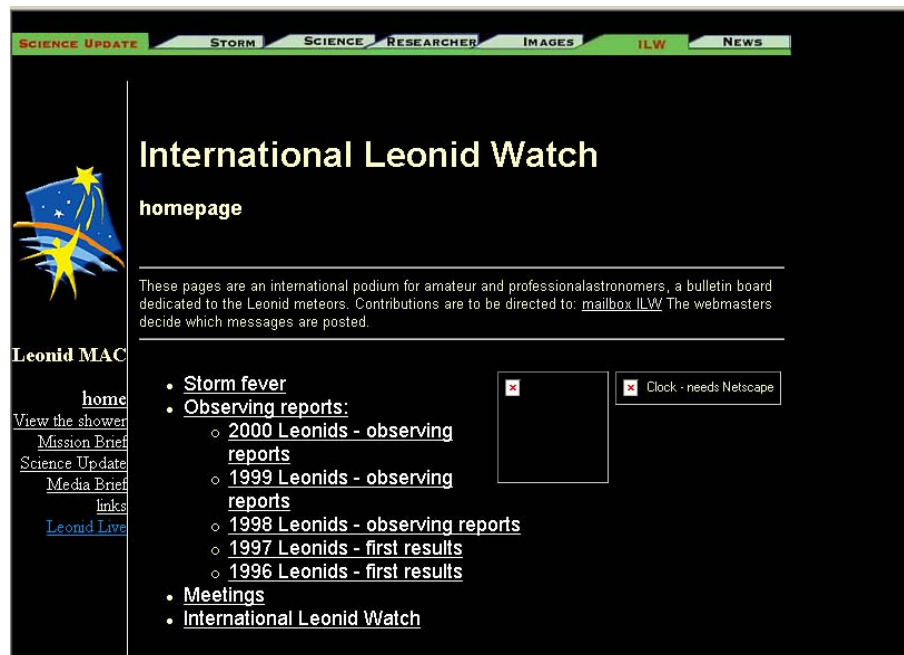 SCIENCE UPDATE STORM SCIENCE RESEARCHER IMAGES ILW NEWS
International Leonid Watch
homepage
These pages are an international podium for amateur and professionalastronomers, a bulletin board
dedicated to the Leonid meteors. Contributions are to be directed to: mailbox ILW The webmasters
decide which messages are posted.
Leonid MAC
home
View the shower
Mission Brief
Science Update
Media Brief
links
Leonid Live
Storm fever
Observing reports:
2000 Leonids - observing
reports
1999 Leonids - observing
reports
1998 Leonids - observing reports
1997 Leonids - first results
1996 Leonids - first results
Meetings
International Leonid Watch
Clock - needs Netscape